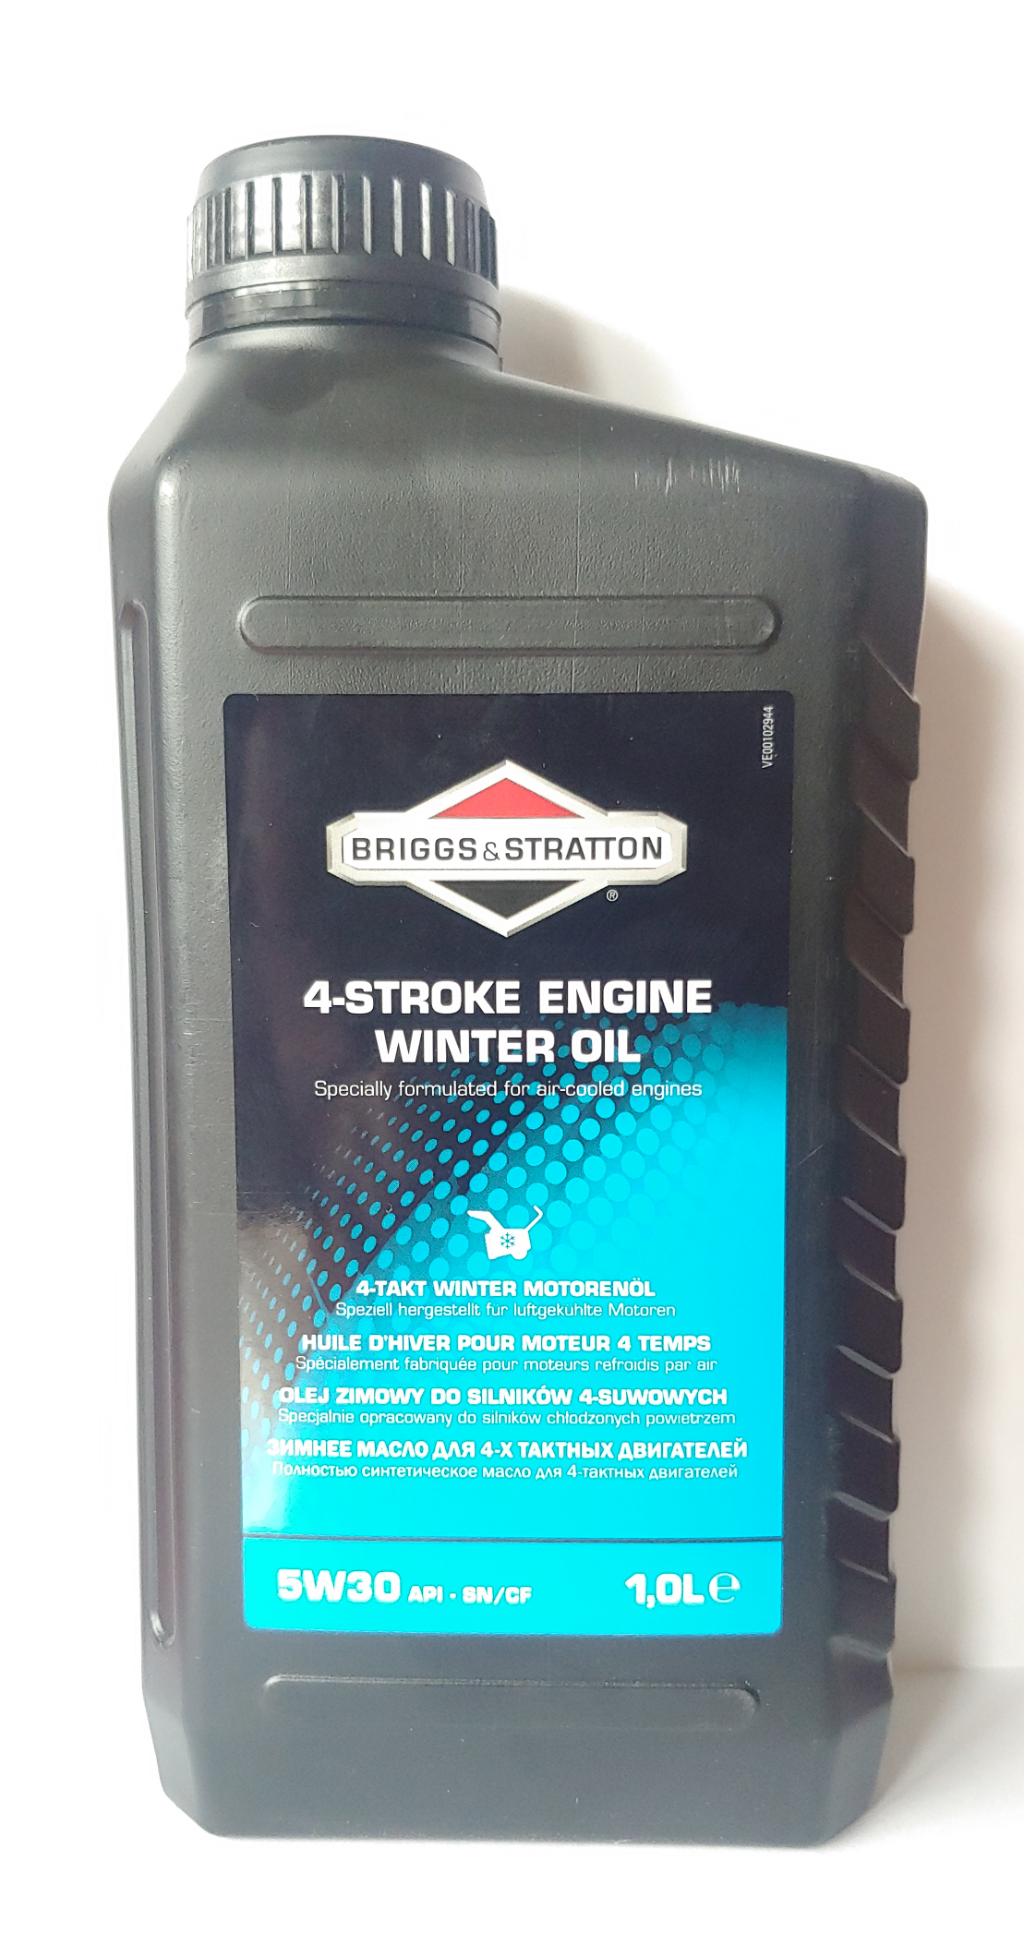 VE00102944
BRIGGS & STRATTON
®
4-STROKE ENGINE
WINTER OIL
Specially formulated for air-cooled engines
4-TAKT WINTER MOTORENÖL
Speziell hergestellt für luftgekühlte Motoren
HUILE D'HIVER POUR MOTEUR 4 TEMPS
Spécialement fabriquée pour moteurs refroidis par air
OLEJ ZIMOWY DO SILNIKÓW 4-SUWOWYCH
Specjalnie opracowany do silników chłodzonych powietrzem
ЗИМНЕЕ МАСЛО ДЛЯ 4-Х ТАКТНЫХ ДВИГАТЕЛЕЙ
Полностью синтетическое масло для 4-тактных двигателей
5W30 API · SN/CF 1,0L ℮